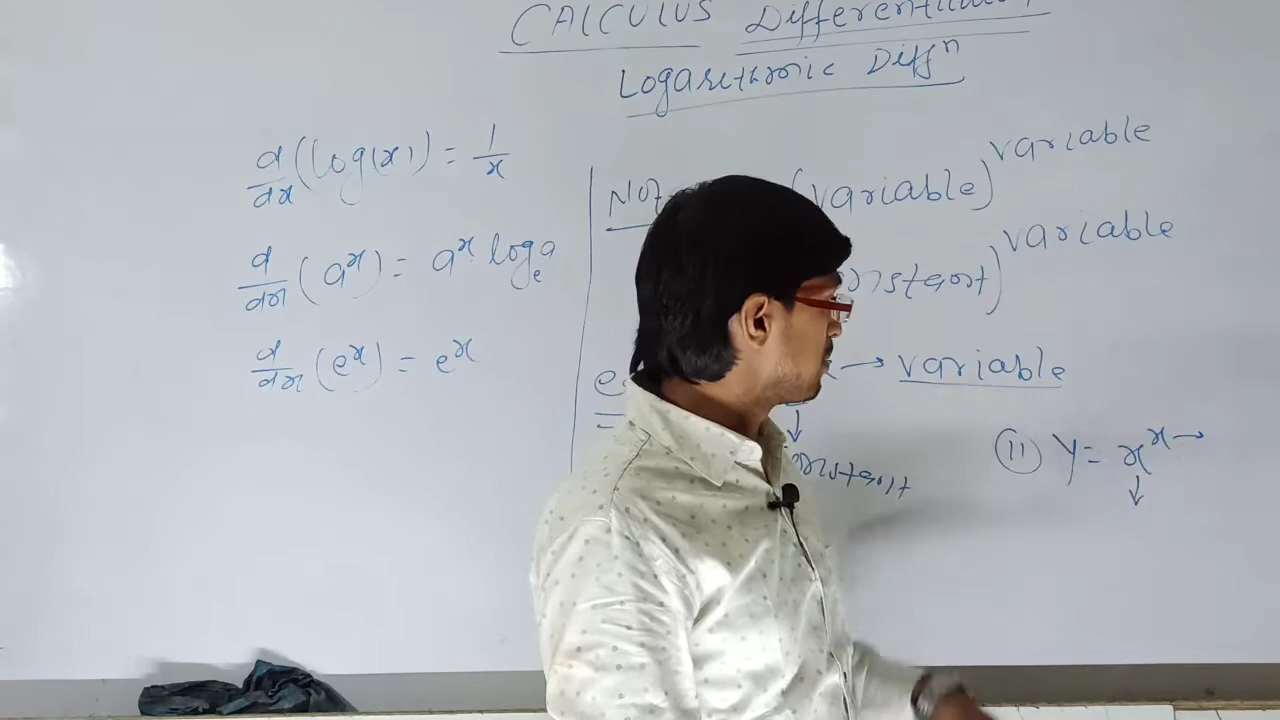 CALCULUS Differentiation
Logarithmic Diffⁿ
d/dx (log(x)) = 1/x
d/dx (aˣ) = aˣ logₑa
d/dx (eˣ) = eˣ
(variable)^variable
variable
→ variable
↓
(11) y = xˣ →
↓